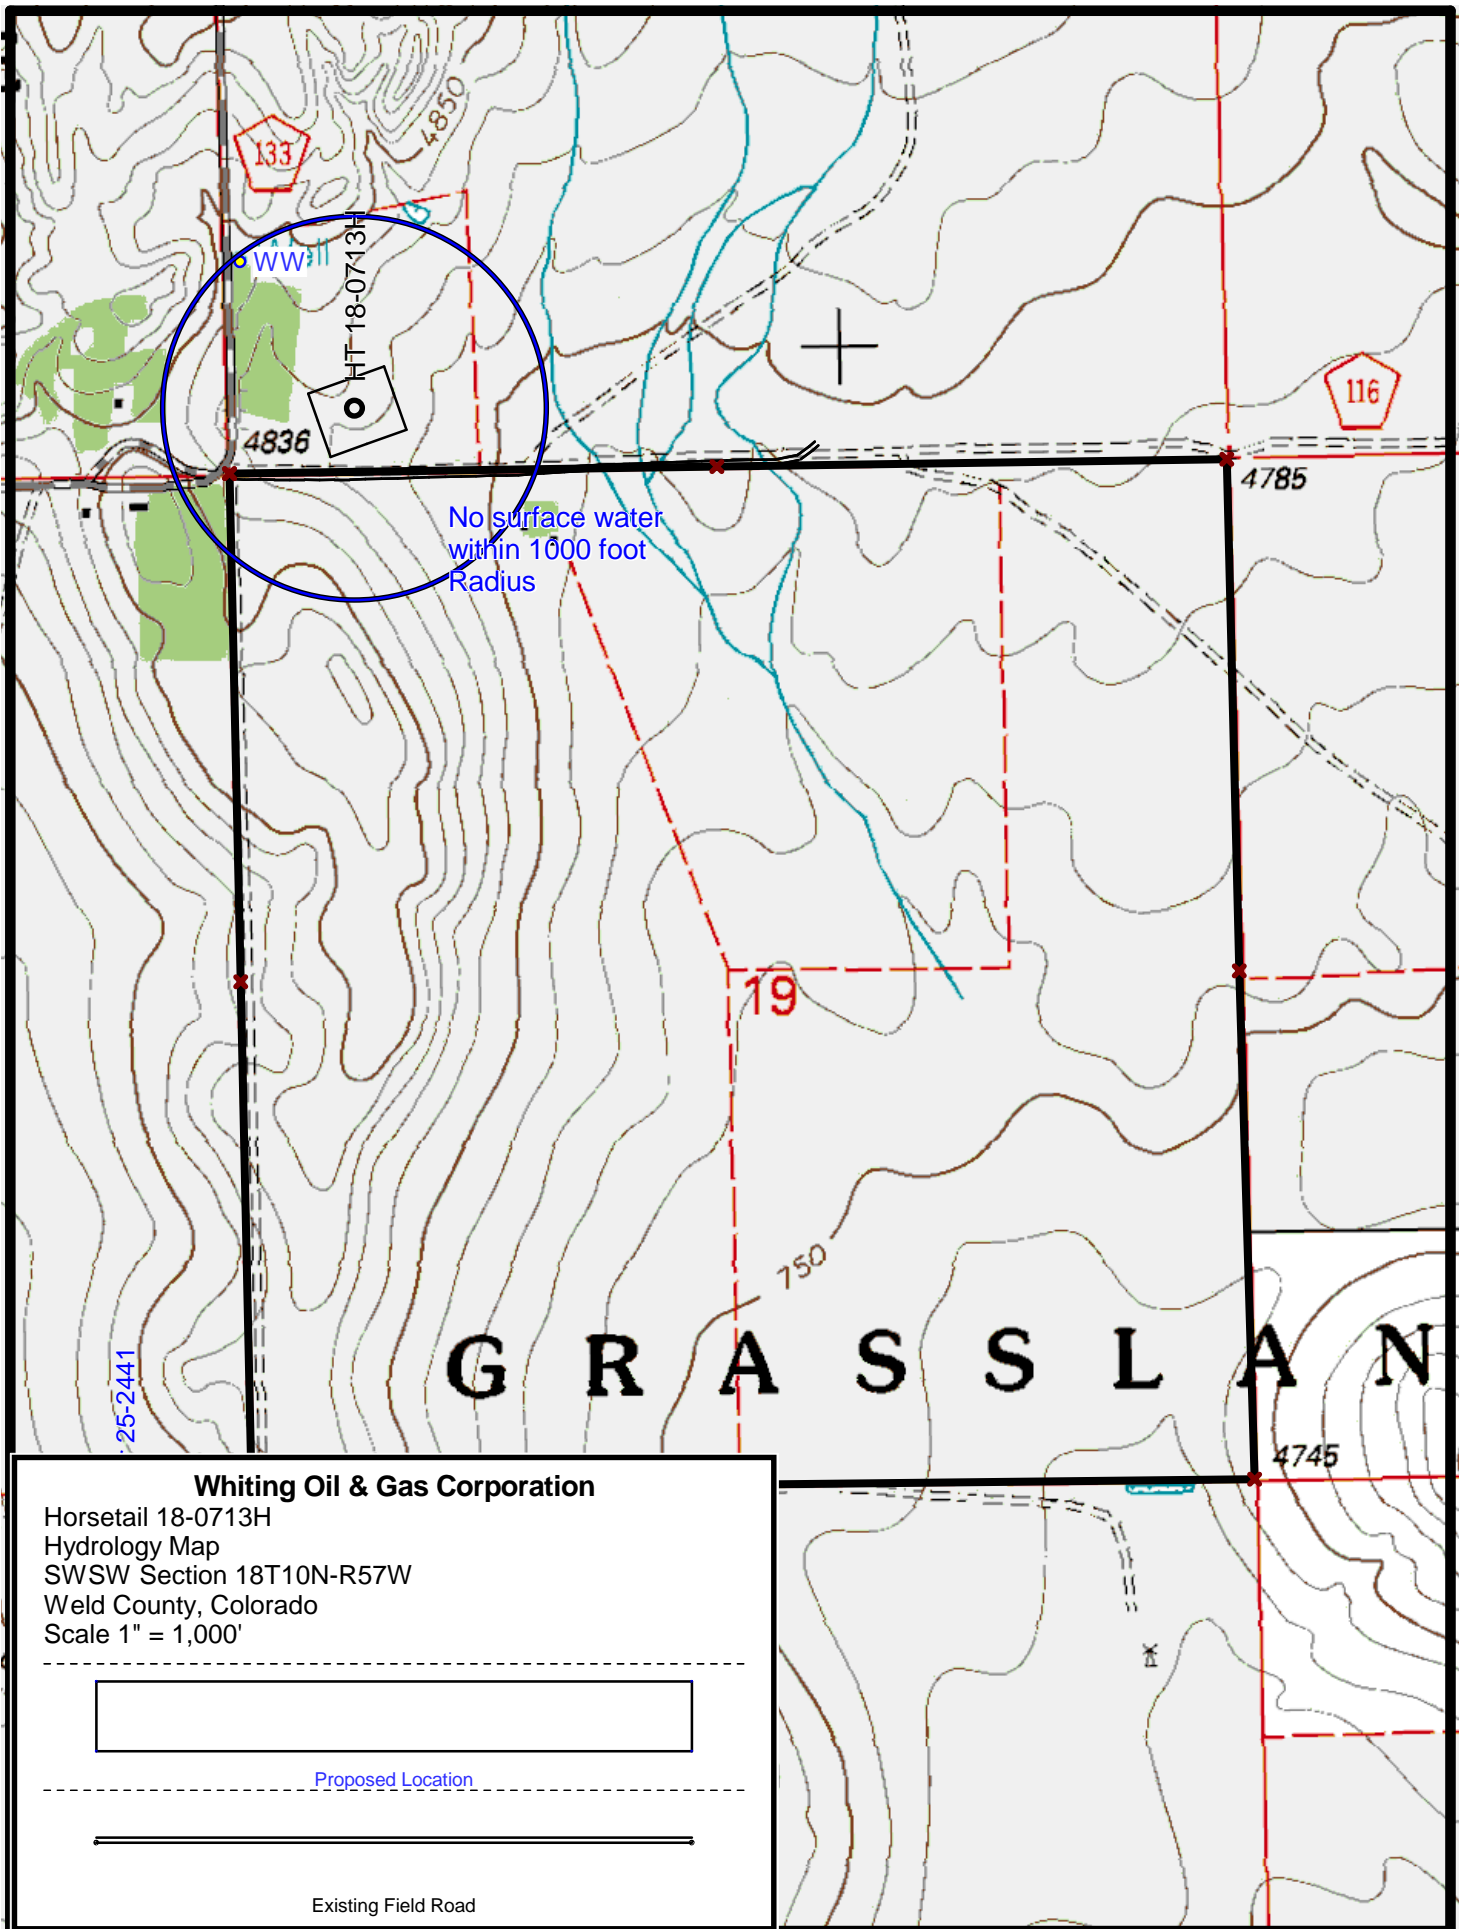 4850
133
WW
HT 18-0713H
4836
116
4785
No surface water
within 1000 foot
Radius
19
750
GRASSLAN
25-2441
4745
Whiting Oil & Gas Corporation
Horsetail 18-0713H
Hydrology Map
SWSW Section 18T10N-R57W
Weld County, Colorado
Scale 1" = 1,000'
Proposed Location
Existing Field Road